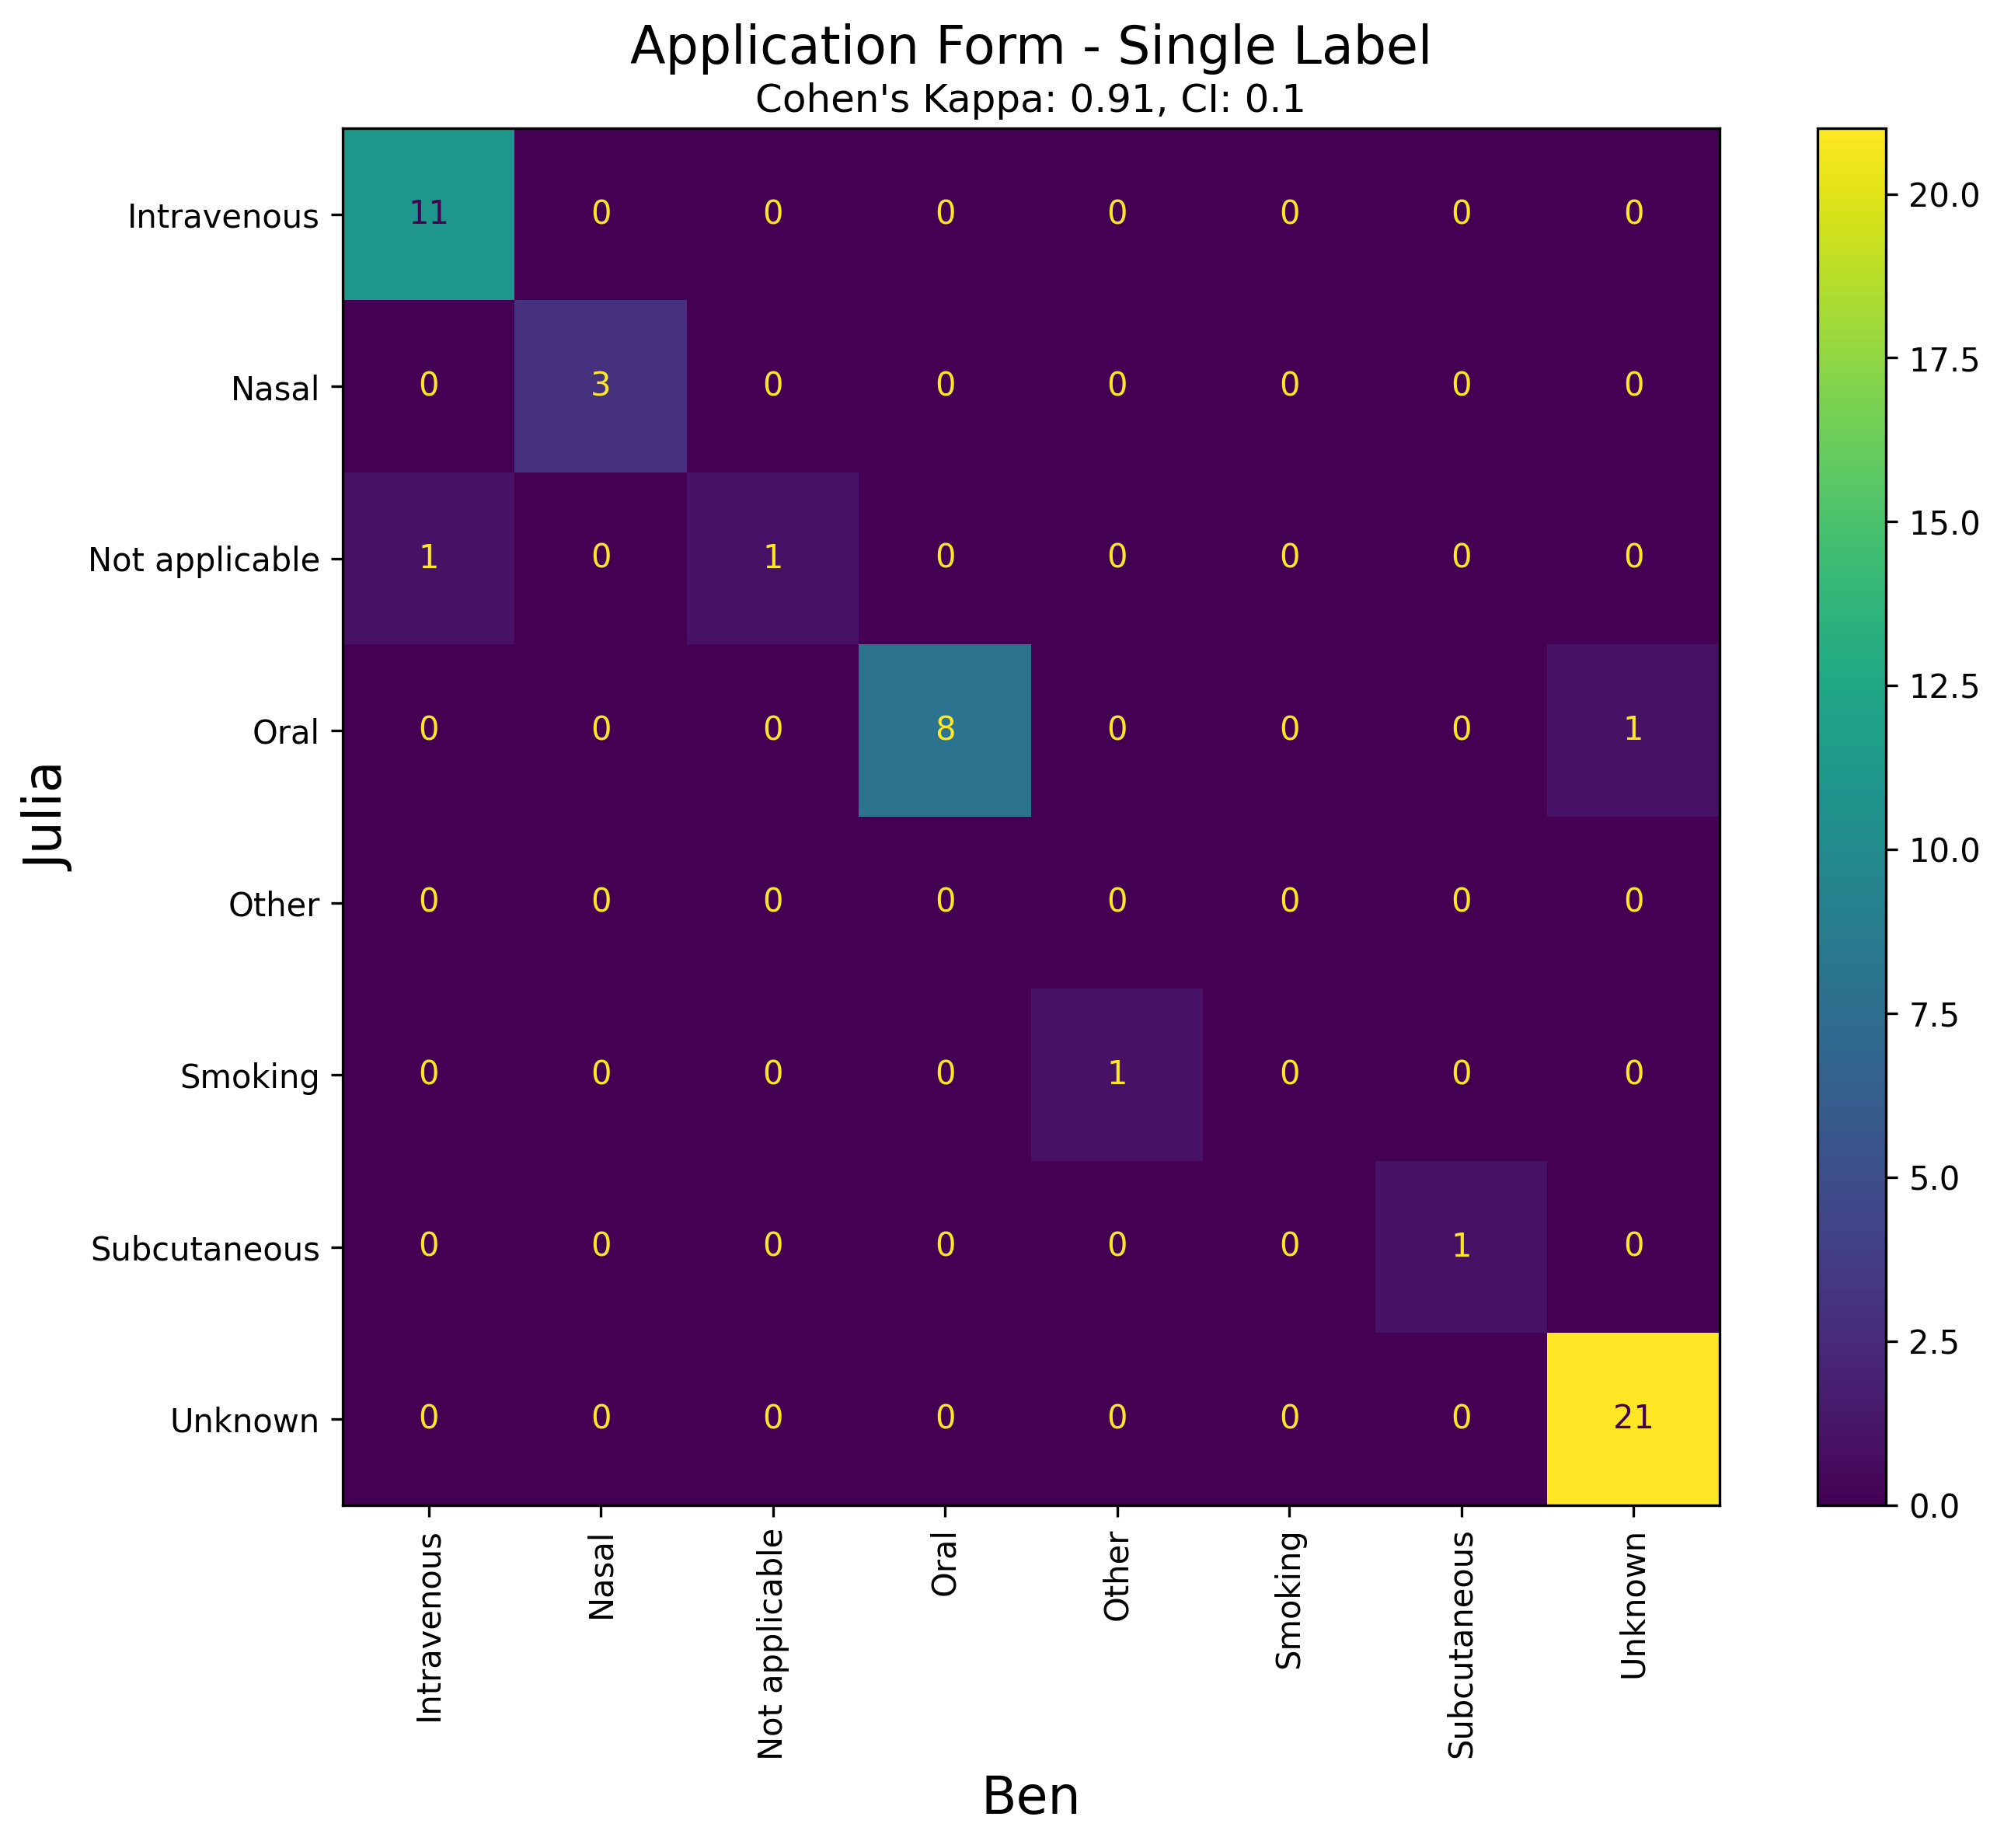 Application Form - Single Label
Cohen's Kappa: 0.91, CI: 0.1
Julia
Intravenous 11 0 0 0 0 0 0 0
Nasal 0 3 0 0 0 0 0 0
Not applicable 1 0 1 0 0 0 0 0
Oral 0 0 0 8 0 0 0 1
Other 0 0 0 0 0 0 0 0
Smoking 0 0 0 0 1 0 0 0
Subcutaneous 0 0 0 0 0 0 1 0
Unknown 0 0 0 0 0 0 0 21
Intravenous
Nasal
Not applicable
Oral
Other
Smoking
Subcutaneous
Unknown
Ben
20.0
17.5
15.0
12.5
10.0
7.5
5.0
2.5
0.0